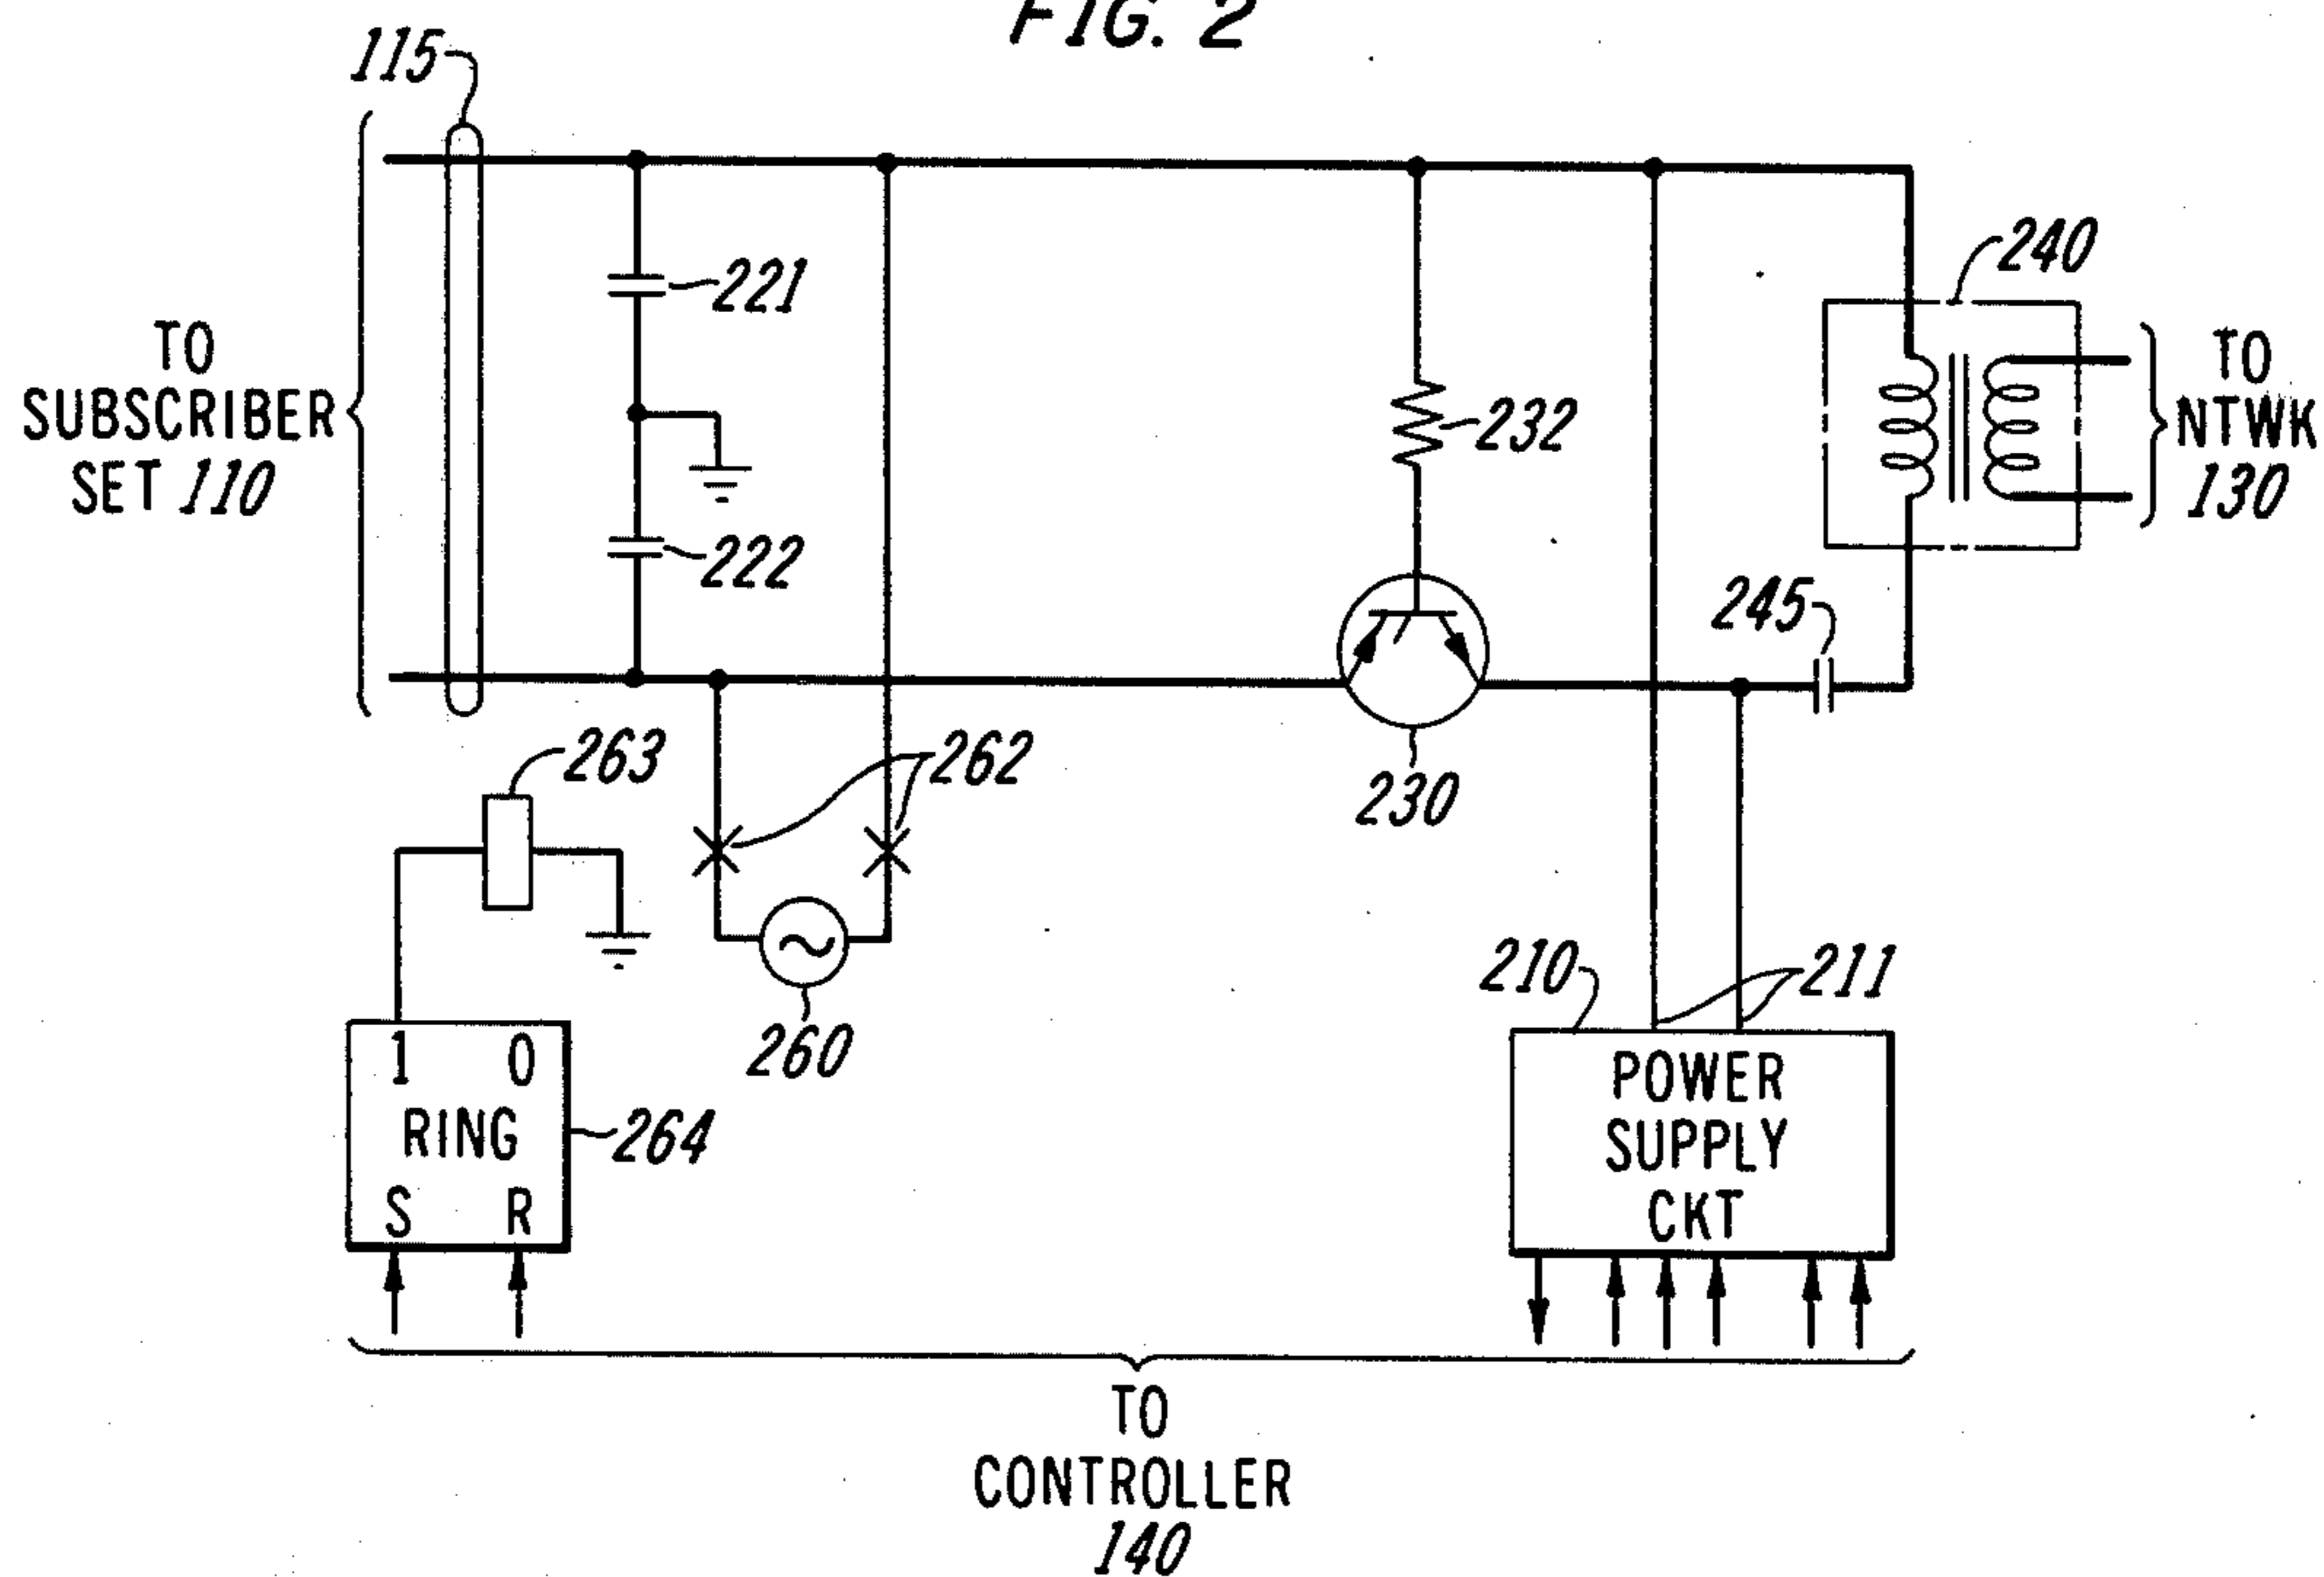 FIG. 2
115
TO
SUBSCRIBER
SET 110
221
222
232
240
TO
NTWK
130
245
230
263
262
260
210
211
1 0
RING
S R
264
POWER
SUPPLY
CKT
TO
CONTROLLER
140